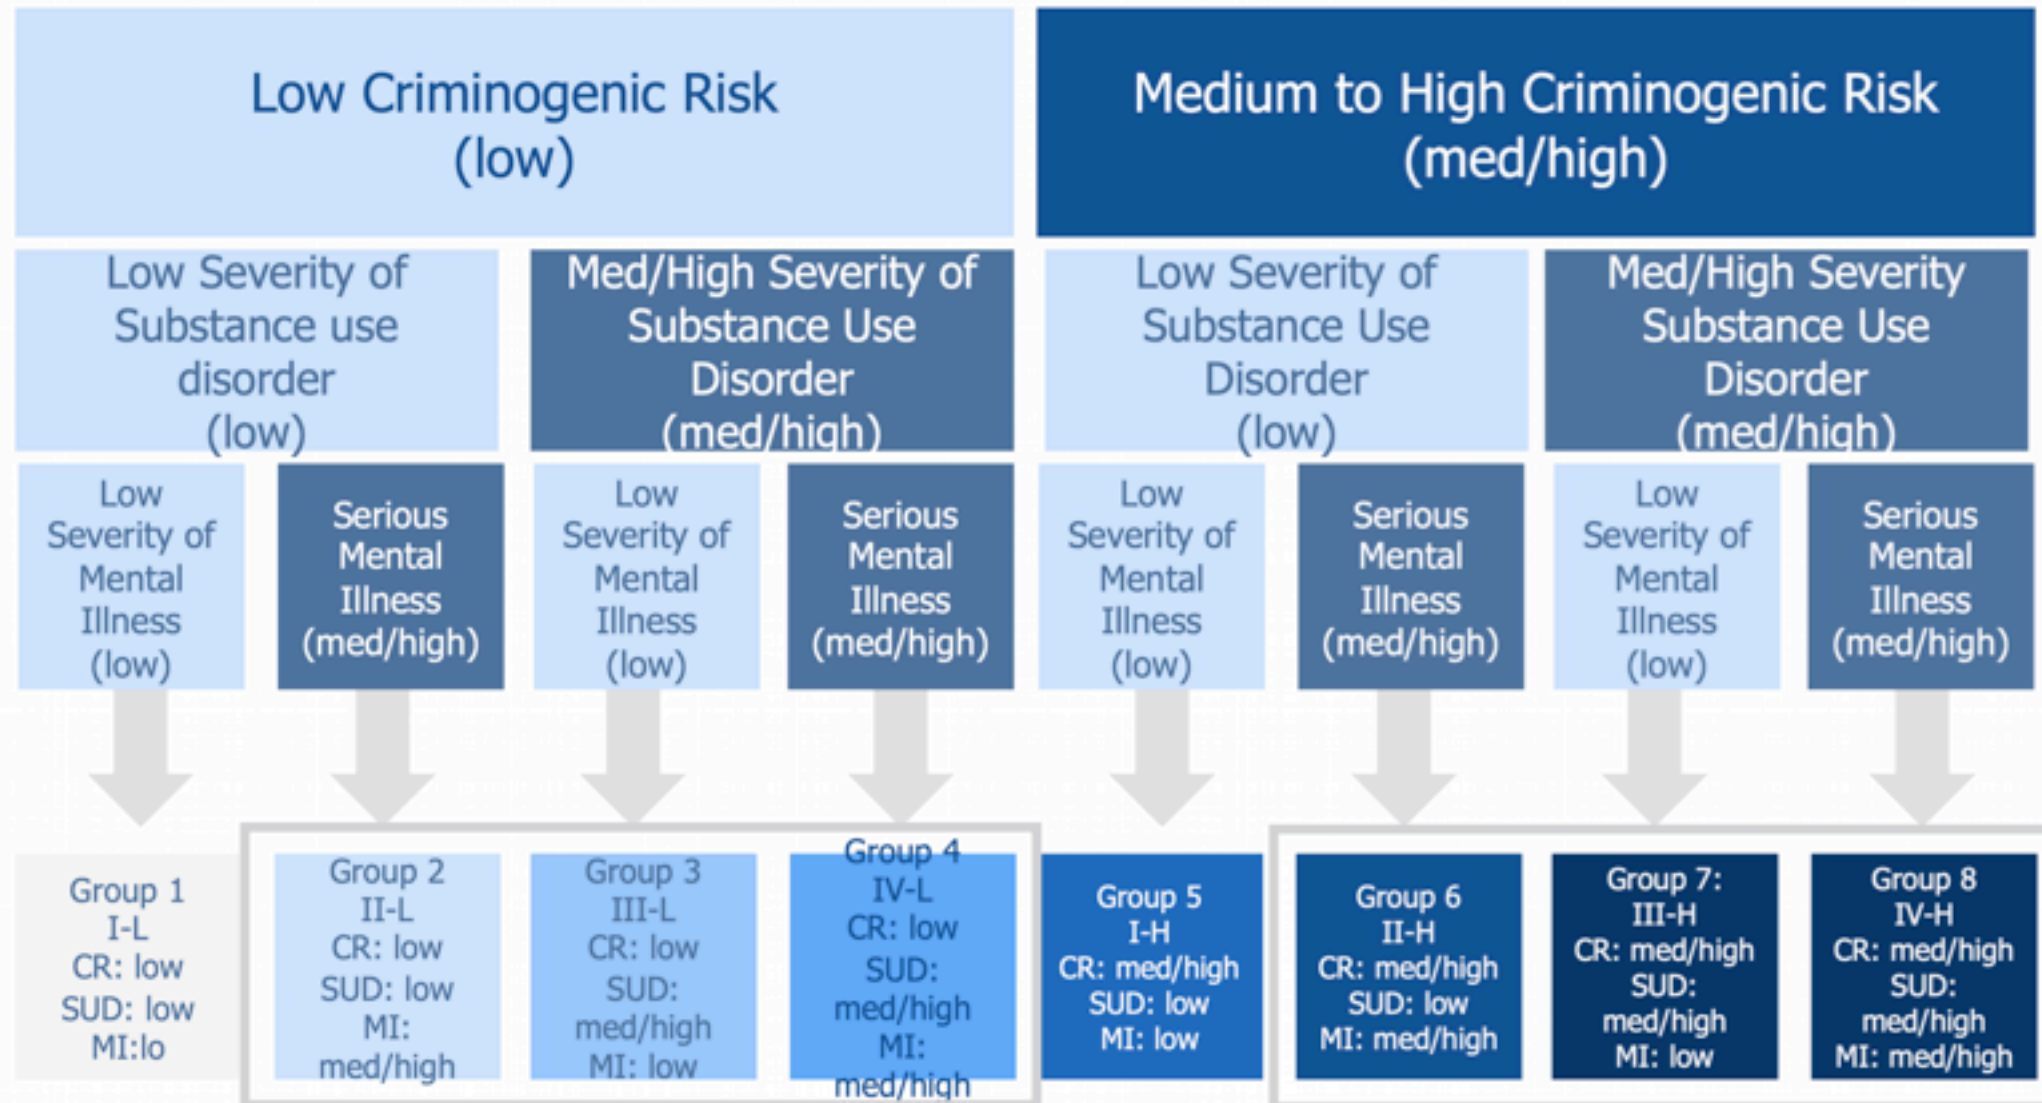 Low Criminogenic Risk
(low)
Medium to High Criminogenic Risk
(med/high)
Low Severity of
Substance use
disorder
(low)
Med/High Severity of
Substance Use
Disorder
(med/high)
Low Severity of
Substance Use
Disorder
(low)
Med/High Severity
Substance Use
Disorder
(med/high)
Low
Severity of
Mental
Illness
(low)
Serious
Mental
Illness
(med/high)
Low
Severity of
Mental
Illness
(low)
Serious
Mental
Illness
(med/high)
Low
Severity of
Mental
Illness
(low)
Serious
Mental
Illness
(med/high)
Low
Severity of
Mental
Illness
(low)
Serious
Mental
Illness
(med/high)
Group 1
I-L
CR: low
SUD: low
MI:lo
Group 2
II-L
CR: low
SUD: low
MI:
med/high
Group 3
III-L
CR: low
SUD:
med/high
MI: low
Group 4
IV-L
CR: low
SUD:
med/high
MI:
med/high
Group 5
I-H
CR: med/high
SUD: low
MI: low
Group 6
II-H
CR: med/high
SUD: low
MI: med/high
Group 7:
III-H
CR: med/high
SUD:
med/high
MI: low
Group 8
IV-H
CR: med/high
SUD:
med/high
MI: med/high